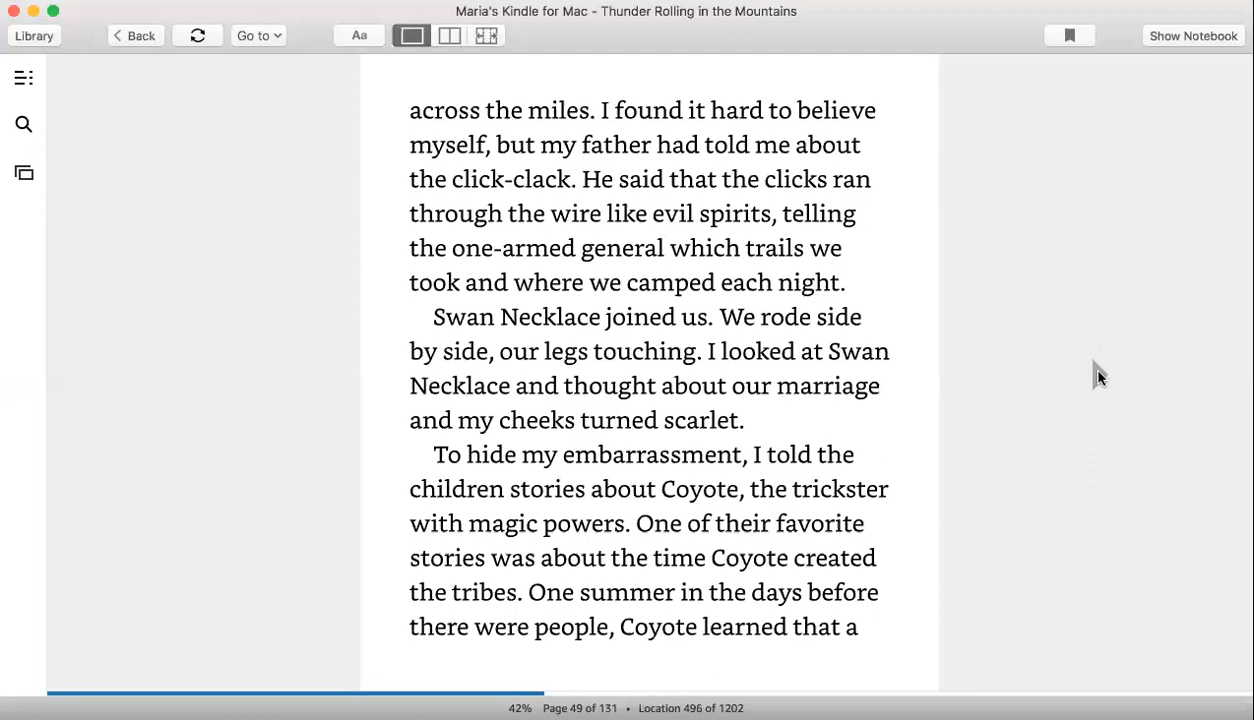 Maria's Kindle for Mac - Thunder Rolling in the Mountains
Library
Back
Go to
Aa
Show Notebook
across the miles. I found it hard to believe
myself, but my father had told me about
the click-clack. He said that the clicks ran
through the wire like evil spirits, telling
the one-armed general which trails we
took and where we camped each night.
Swan Necklace joined us. We rode side
by side, our legs touching. I looked at Swan
Necklace and thought about our marriage
and my cheeks turned scarlet.
To hide my embarrassment, I told the
children stories about Coyote, the trickster
with magic powers. One of their favorite
stories was about the time Coyote created
the tribes. One summer in the days before
there were people, Coyote learned that a
42% Page 49 of 131 • Location 496 of 1202